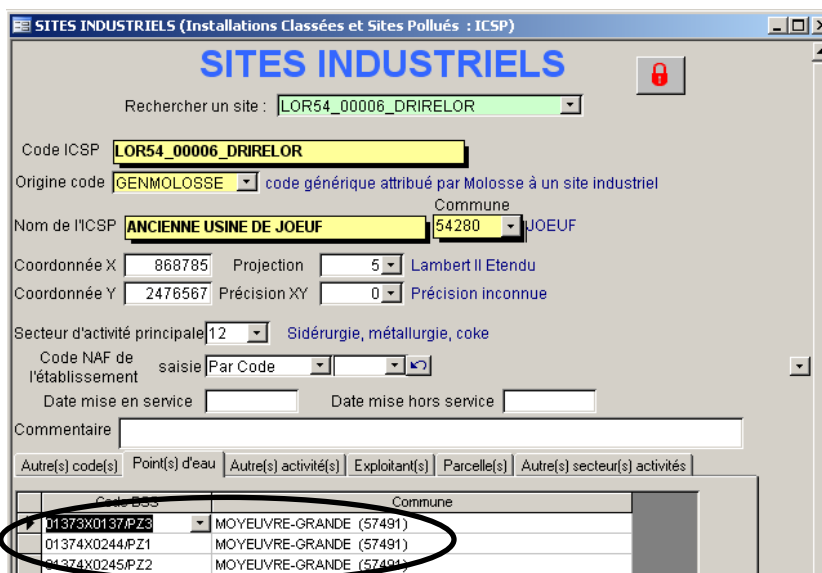 SITES INDUSTRIELS (Installations Classées et Sites Pollués : ICSP)
SITES INDUSTRIELS
Rechercher un site : LOR54_00006_DRIRELOR
Code ICSP LOR54_00006_DRIRELOR
Origine code GENMOLOSSE code générique attribué par Molosse à un site industriel
Commune
Nom de l'ICSP ANCIENNE USINE DE JOEUF 54280 JOEUF
Coordonnée X 868785 Projection 5 Lambert II Etendu
Coordonnée Y 2476567 Précision XY 0 Précision inconnue
Secteur d'activité principale 12 Sidérurgie, métallurgie, coke
Code NAF de
l'établissement saisie Par Code
Date mise en service Date mise hors service
Commentaire
Autre(s) code(s) Point(s) d'eau Autre(s) activité(s) Exploitant(s) Parcelle(s) Autre(s) secteur(s) activités
Code BSS Commune
01373X0137/PZ3 MOYEUVRE-GRANDE (57491)
01374X0244/PZ1 MOYEUVRE-GRANDE (57491)
01374X0245/PZ2 MOYEUVRE-GRANDE (57491)